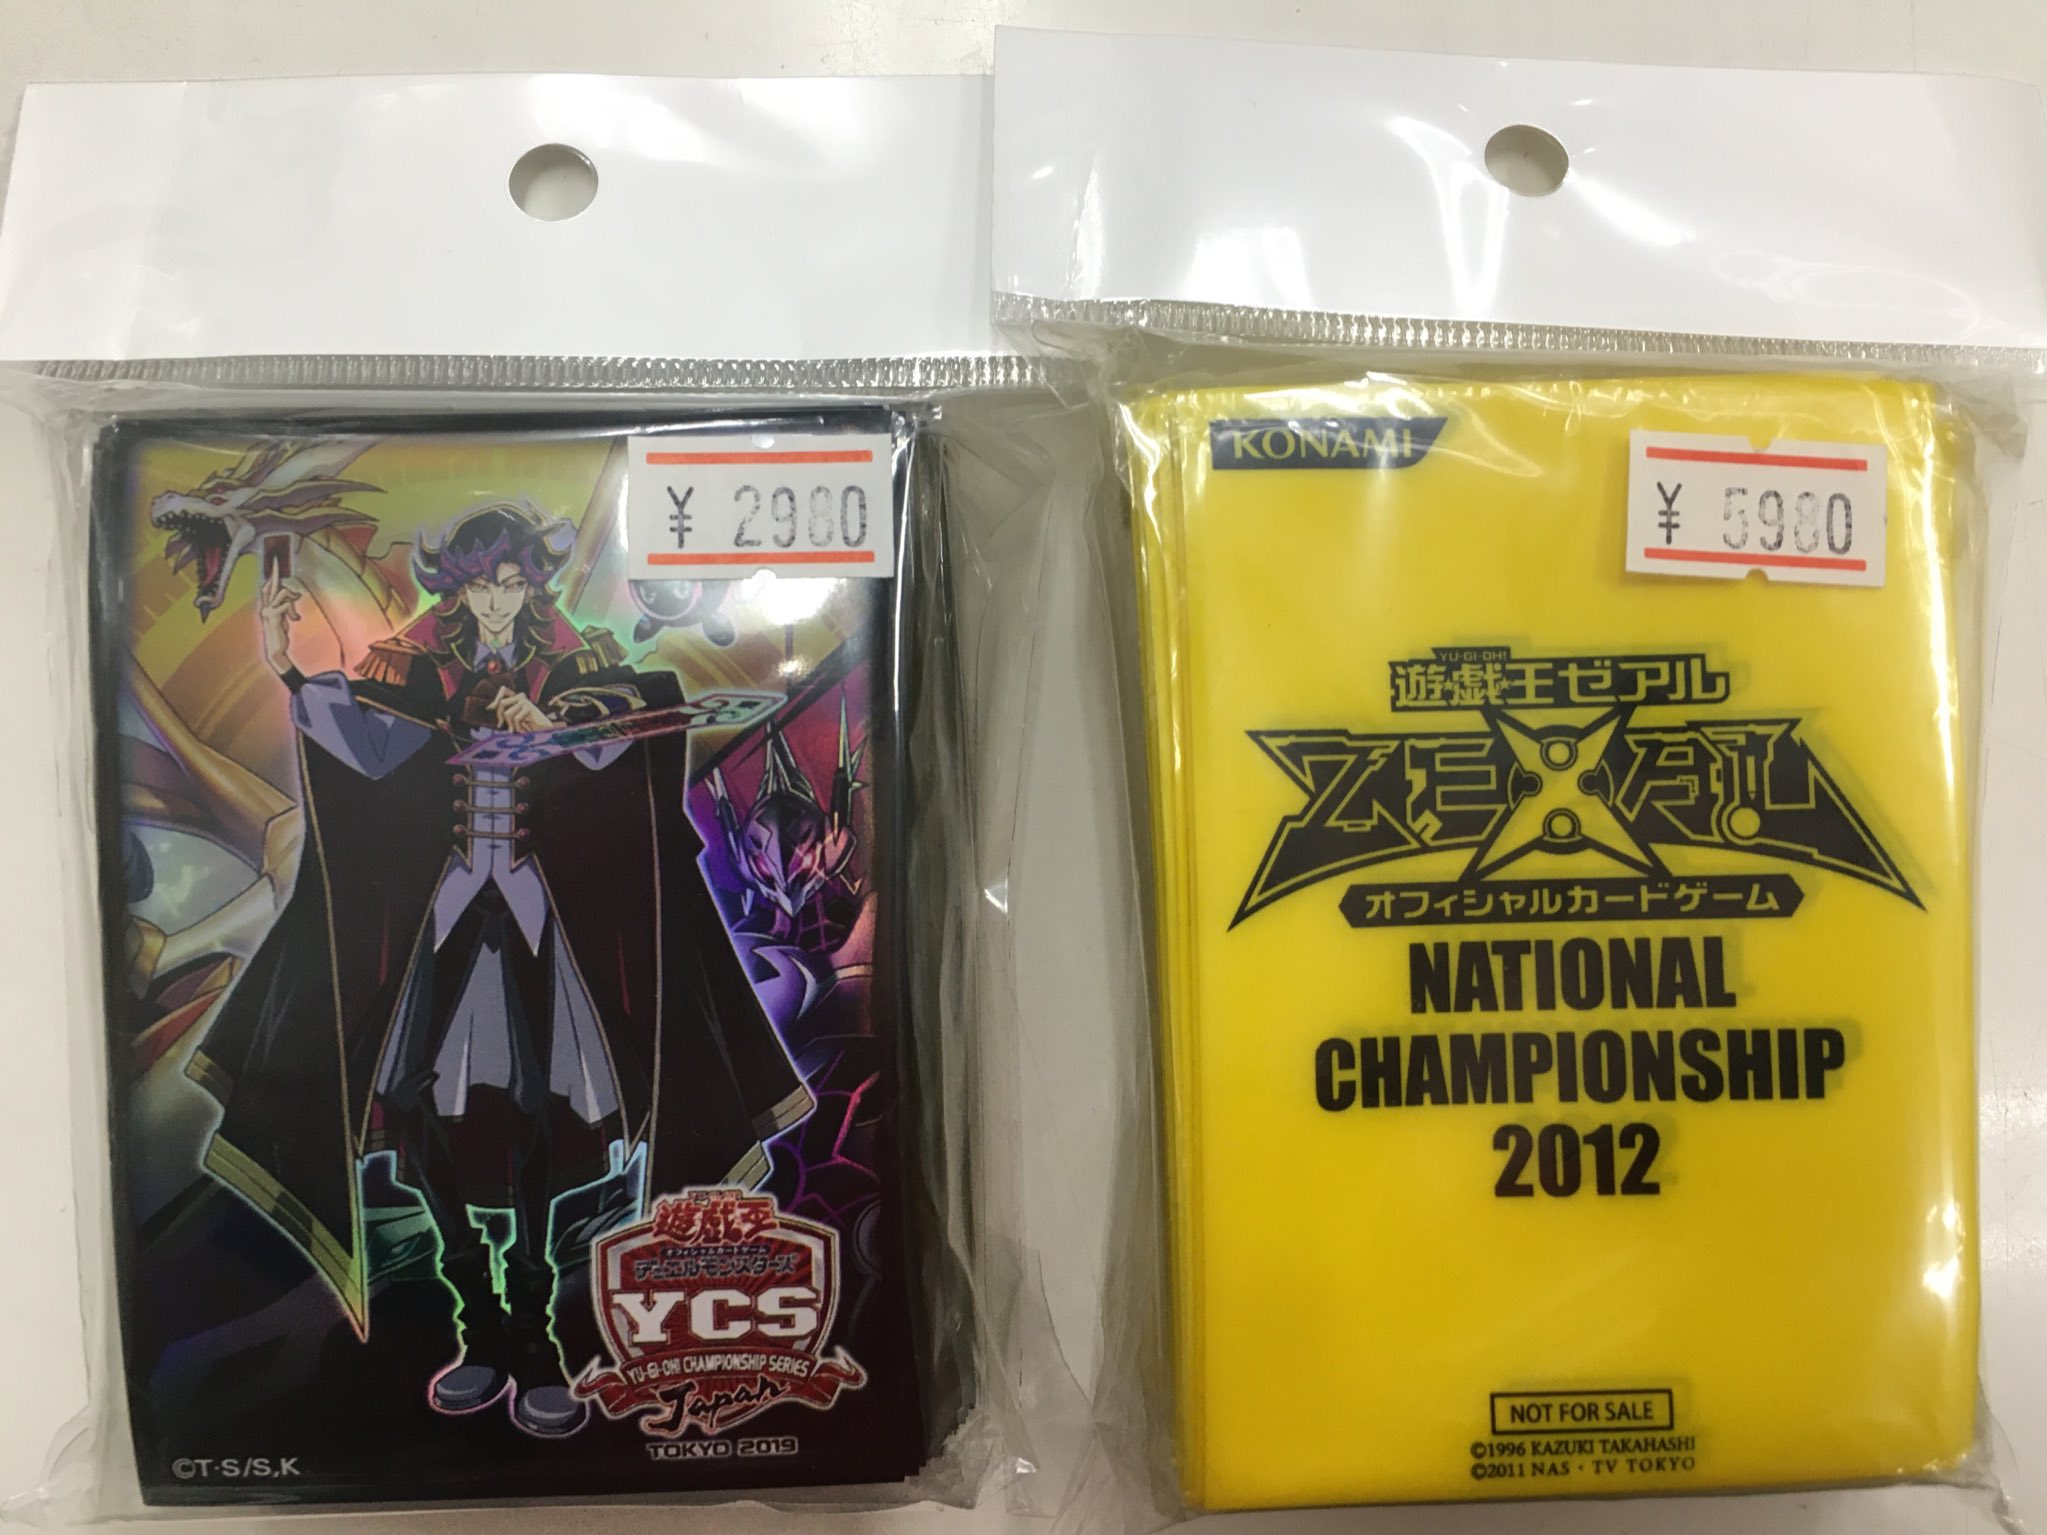 ¥ 2980
遊戯王
オフィシャルカードゲーム
デュエルモンスターズ
YCS
YU-GI-OH! CHAMPIONSHIP SERIES
Japan
TOKYO 2019
©T·S/S,K
KONAMI
¥ 5980
YU-GI-OH!
遊☆戯☆王ゼアル
ZEXAL
オフィシャルカードゲーム
NATIONAL
CHAMPIONSHIP
2012
NOT FOR SALE
©1996 KAZUKI TAKAHASHI
©2011 NAS・TV TOKYO